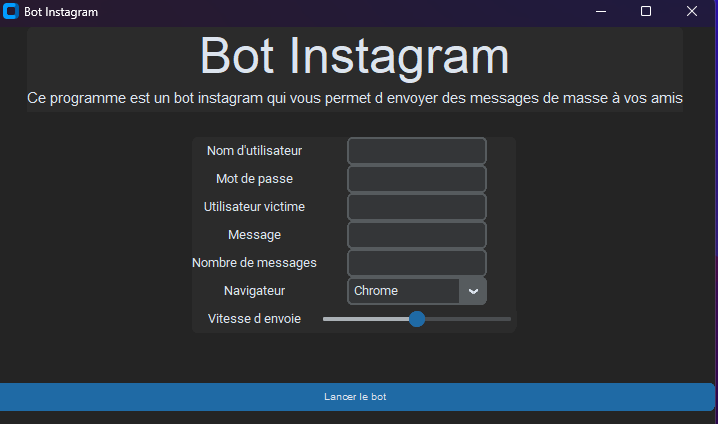 Bot Instagram
Bot Instagram
Ce programme est un bot instagram qui vous permet d envoyer des messages de masse à vos amis
Nom d'utilisateur
Mot de passe
Utilisateur victime
Message
Nombre de messages
Navigateur Chrome
Vitesse d envoie
Lancer le bot